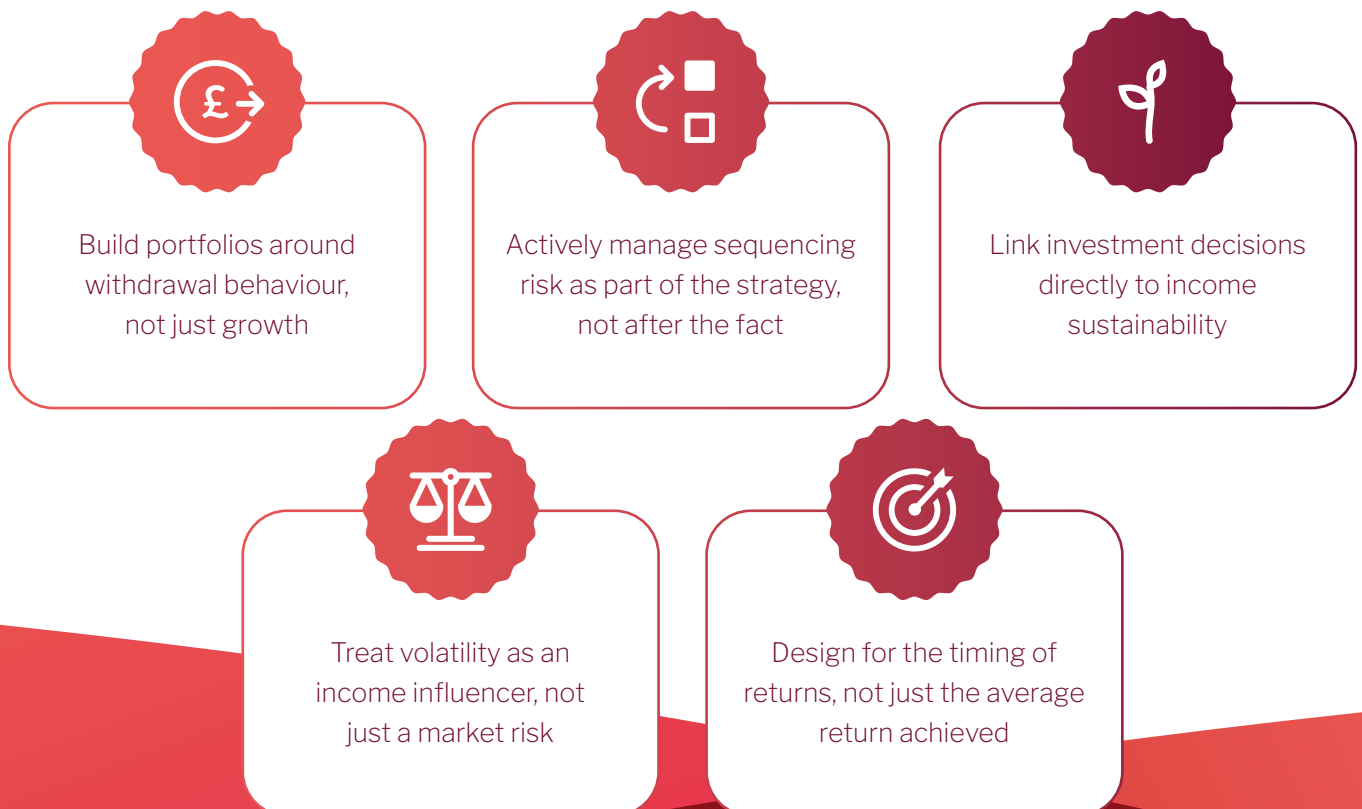 £
Build portfolios around
withdrawal behaviour,
not just growth
Actively manage sequencing
risk as part of the strategy,
not after the fact
Link investment decisions
directly to income
sustainability
Treat volatility as an
income influencer, not
just a market risk
Design for the timing of
returns, not just the average
return achieved